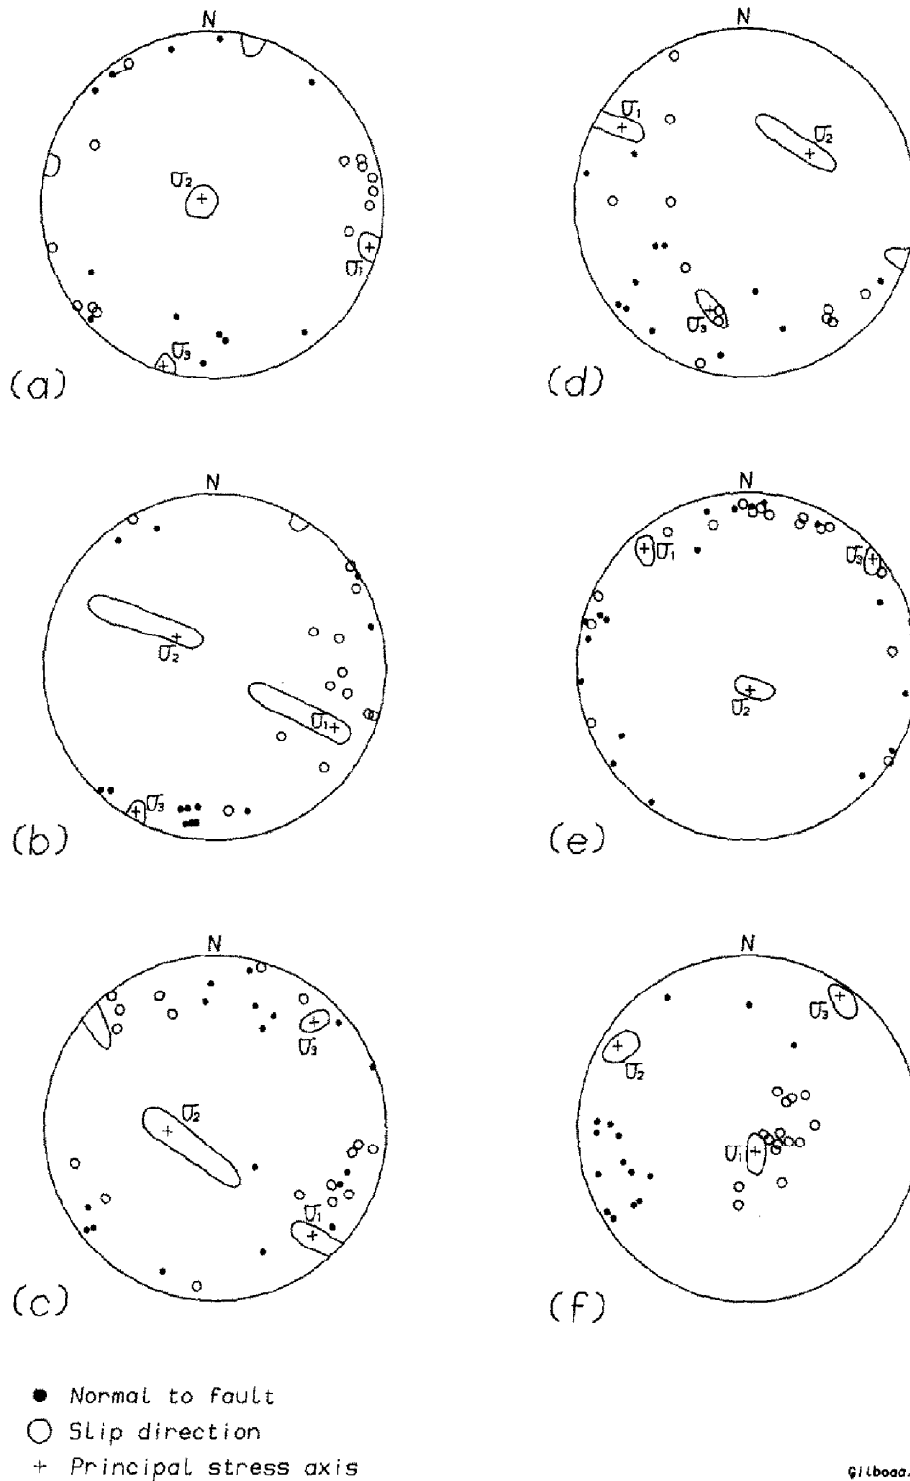 N
σ2
σ1
σ3
(a)
N
σ1
σ2
σ3
(d)
N
σ2
σ1
σ3
(b)
N
σ1
σ3
σ2
(e)
N
σ3
σ2
σ1
(c)
N
σ3
σ2
σ1
(f)
Normal to fault
Slip direction
Principal stress axis
Gilboaa.